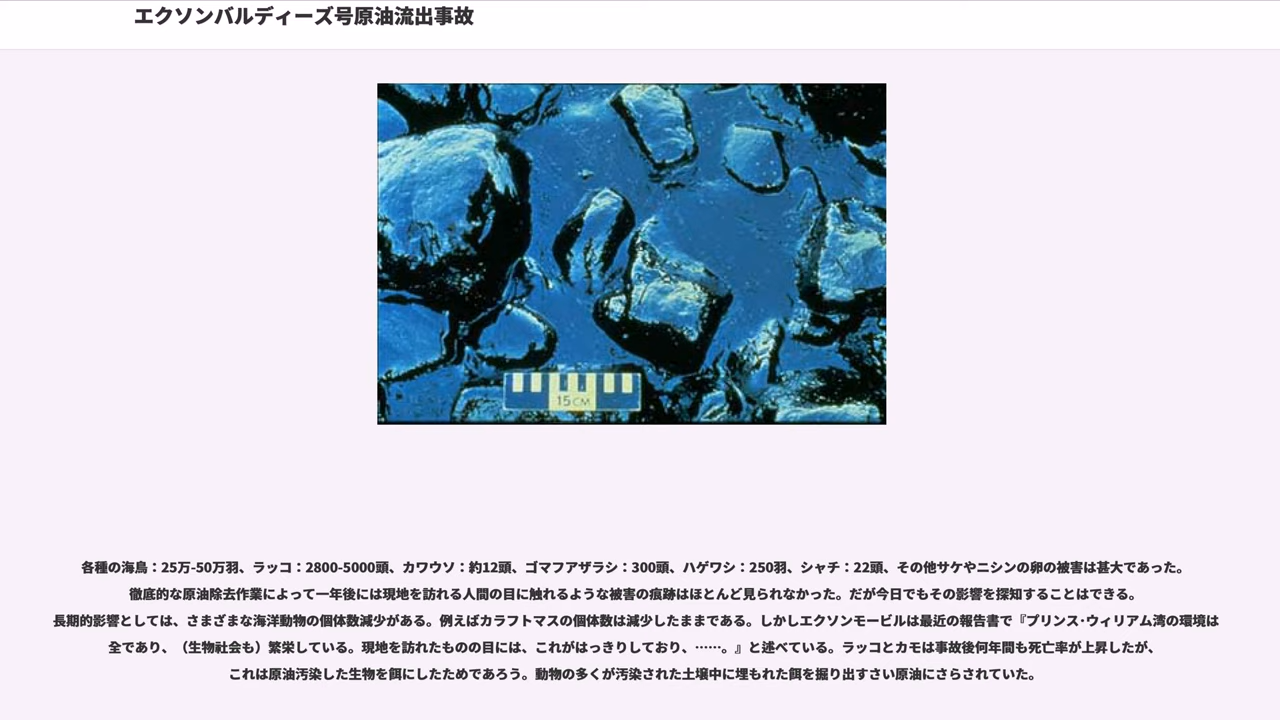 エクソンバルディーズ号原油流出事故
15 CM
各種の海鳥：25万-50万羽、ラッコ：2800-5000頭、カワウソ：約12頭、ゴマフアザラシ：300頭、ハゲワシ：250羽、シャチ：22頭、その他サケやニシンの卵の被害は甚大であった。
徹底的な原油除去作業によって一年後には現地を訪れる人間の目に触れるような被害の痕跡はほとんど見られなかった。だが今日でもその影響を探知することはできる。
長期的影響としては、さまざまな海洋動物の個体数減少がある。例えばカラフトマスの個体数は減少したままである。しかしエクソンモービルは最近の報告書で『プリンス･ウィリアム湾の環境は
全であり、（生物社会も）繁栄している。現地を訪れたものの目には、これがはっきりしており、……。』と述べている。ラッコとカモは事故後何年間も死亡率が上昇したが、
これは原油汚染した生物を餌にしたためであろう。動物の多くが汚染された土壌中に埋もれた餌を掘り出すさい原油にさらされていた。